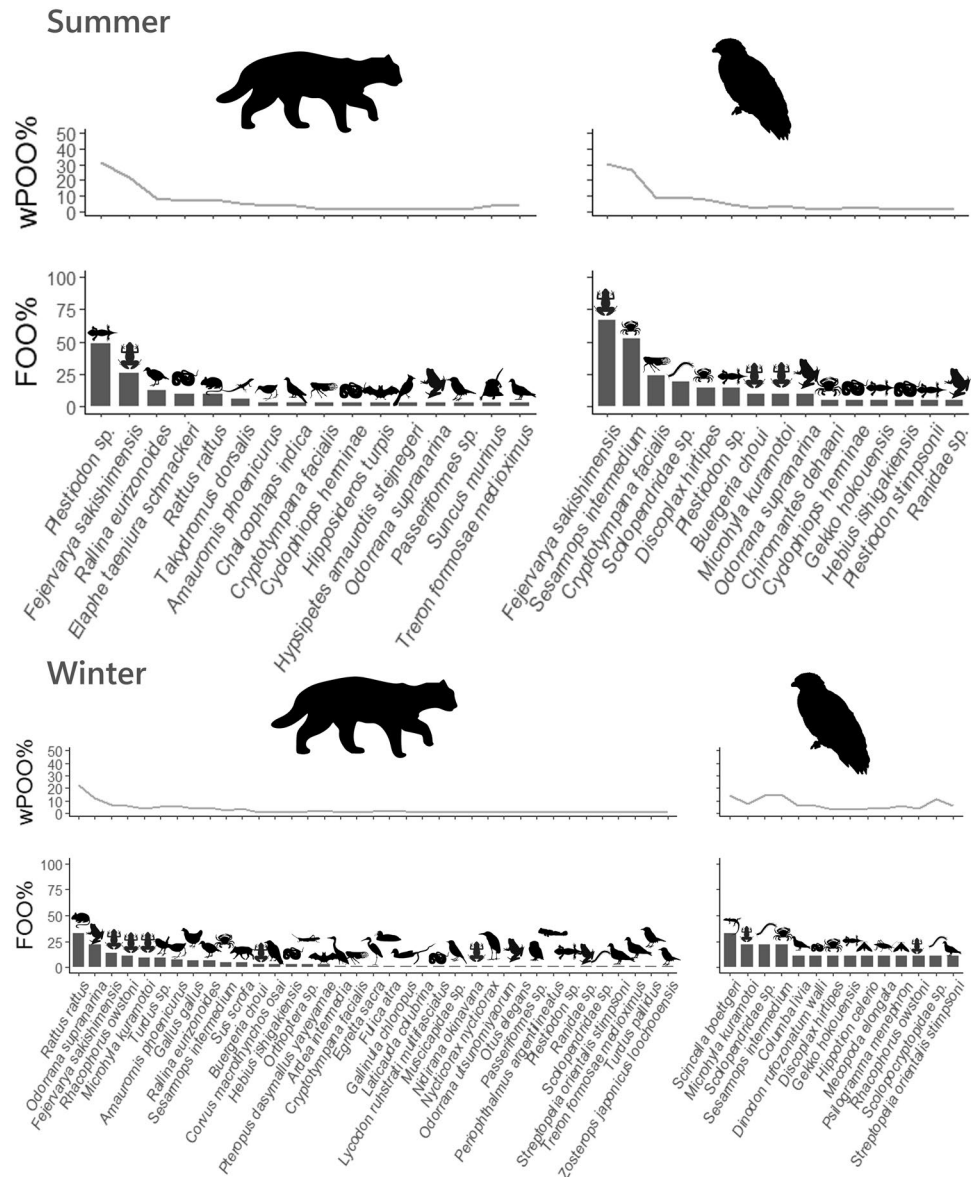 Summer
wPOO%
50
40
30
20
10
0
FOO%
100
75
50
25
0
Plestiodon sp.
Fejervarya sakishimensis
Rallina eurizonoides
Elaphe taeniura schmackeri
Rattus rattus
Takydromus dorsalis
Amaurornis phoenicurus
Chalcophaps indica
Cryptotympana facialis
Cyclophiops herminae
Hipposideros turpis
Hypsipetes amaurotis stejnegeri
Odorrana supranarina
Passeriformes sp.
Suncus murinus
Treron formosae medioximus
Fejervarya sakishimensis
Sesarmops intermedium
Cryptotympana facialis
Scolopendridae sp.
Discoplax hirtipes
Plestiodon sp.
Buergeria choui
Microhyla kuramotoi
Odorrana supranarina
Chiromantes dehaani
Cyclophiops herminae
Gekko hokouensis
Hebius ishigakiensis
Plestiodon stimpsonii
Ranidae sp.
Winter
wPOO%
50
40
30
20
10
0
FOO%
100
75
50
25
0
Rattus rattus
Odorrana supranarina
Fejervarya sakishimensis
Rhacophorus owstoni
Microhyla kuramotoi
Turdus sp.
Amaurornis phoenicurus
Gallus gallus
Rallina eurizonoides
Sesarmops intermedium
Sus scrofa
Buergeria choui
Corvus macrorhynchos osai
Hebius ishigakiensis
Orthoptera sp.
Pteropus dasymallus yayeyamae
Ardea intermedia
Cryptotympana facialis
Egretta sacra
Fulica atra
Gallinula chloropus
Laticauda colubrina
Lycodon ruhstrati multifasciatus
Muscicapidae sp.
Nidirana okinavana
Nycticorax nycticorax
Odorrana utsunomiyaorum
Otus elegans
Passeriformes sp.
Periophthalmus argentilineatus
Plestiodon sp.
Ranidae sp.
Scolopendridae sp.
Streptopelia orientalis stimpsoni
Treron formosae medioximus
Turdus pallidus
Zosterops japonicus loochooensis
Scincella boettgeri
Microhyla kuramotoi
Scolopendridae sp.
Sesarmops intermedium
Columba livia
Dinodon rufozonatum walli
Discoplax hirtipes
Gekko hokouensis
Hippotion celerio
Mecopoda elongata
Psilogramma menephron
Rhacophorus owstoni
Scolopocryptopidae sp.
Streptopelia orientalis stimpsoni